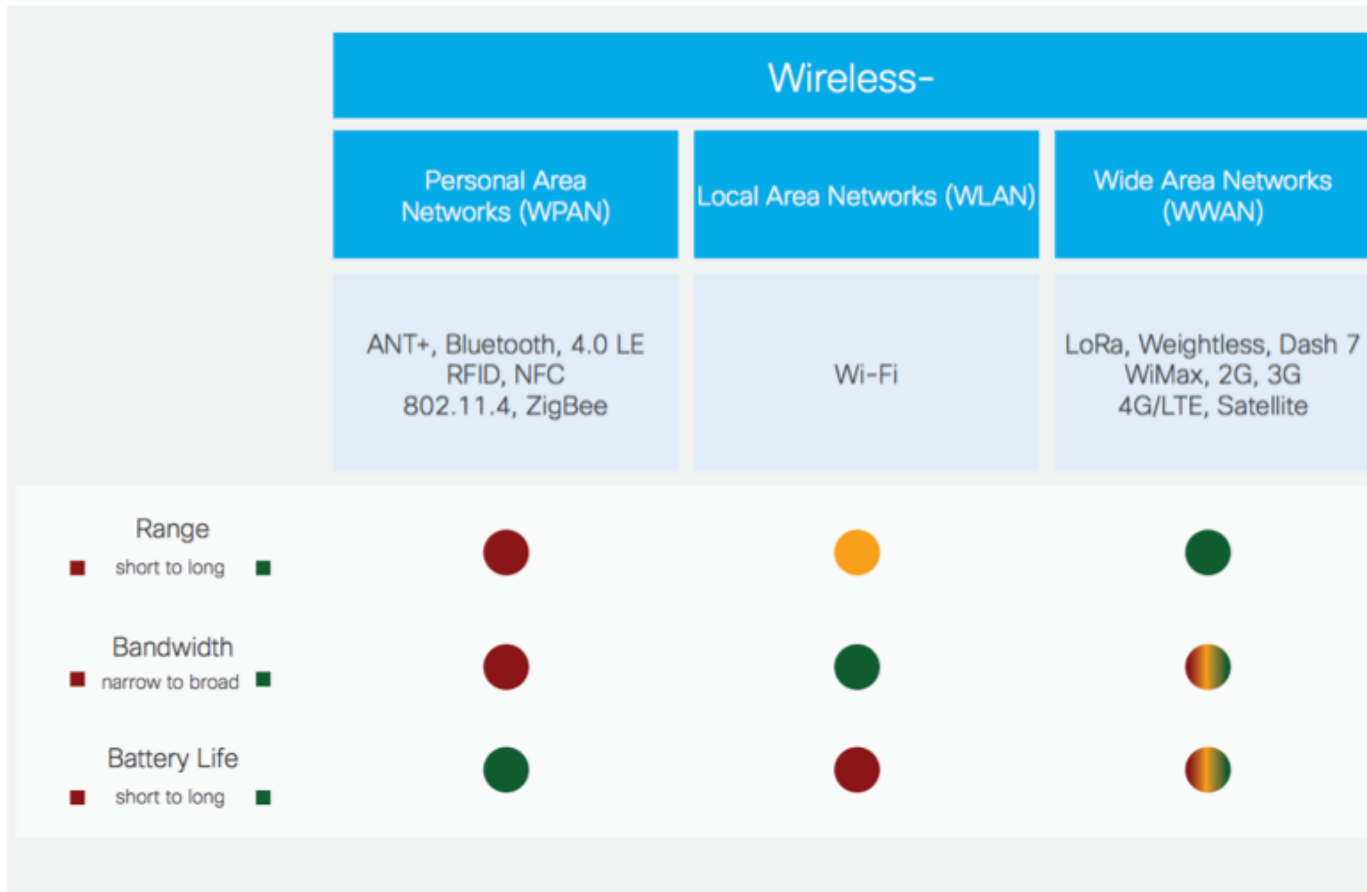 Wireless-
Personal Area
Networks (WPAN)
Local Area Networks (WLAN)
Wide Area Networks
(WWAN)
ANT+, Bluetooth, 4.0 LE
RFID, NFC
802.11.4, ZigBee
Wi-Fi
LoRa, Weightless, Dash 7
WiMax, 2G, 3G
4G/LTE, Satellite
Range
short to long
Bandwidth
narrow to broad
Battery Life
short to long